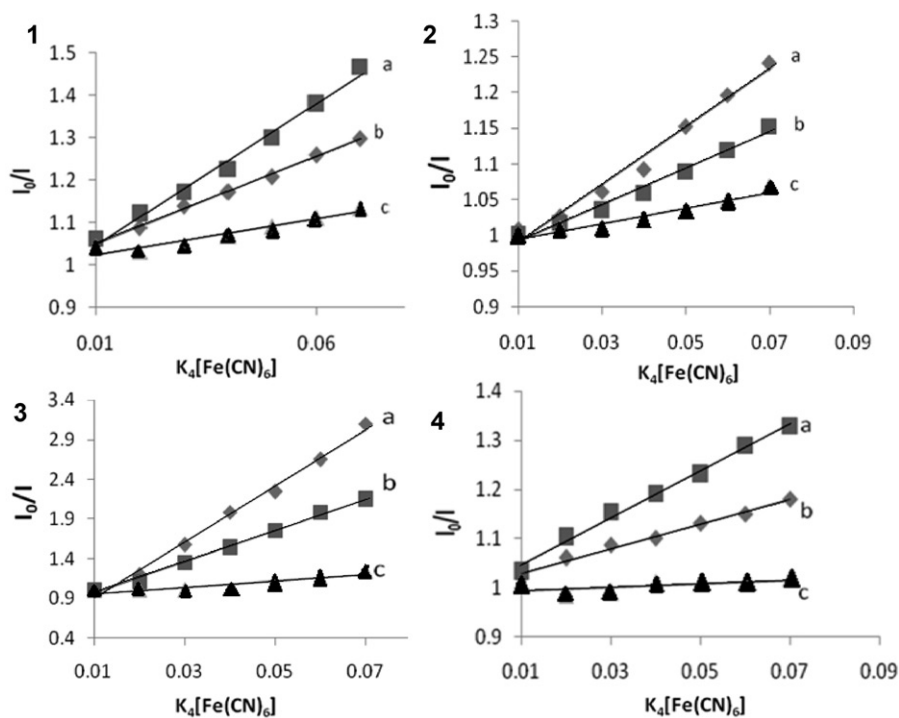 1
1.5
1.4
1.3
1.2
1.1
1
0.9
I0/I
a
b
c
0.01 0.06
K4[Fe(CN)6]
2
1.3
1.25
1.2
1.15
1.1
1.05
1
0.95
0.9
I0/I
a
b
c
0.01 0.03 0.05 0.07 0.09
K4[Fe(CN)6]
3
3.4
2.9
2.4
1.9
1.4
0.9
0.4
I0/I
a
b
c
0.01 0.03 0.05 0.07
K4[Fe(CN)6]
4
1.4
1.3
1.2
1.1
1
0.9
I0/I
a
b
c
0.01 0.03 0.05 0.07 0.09
K4[Fe(CN)6]